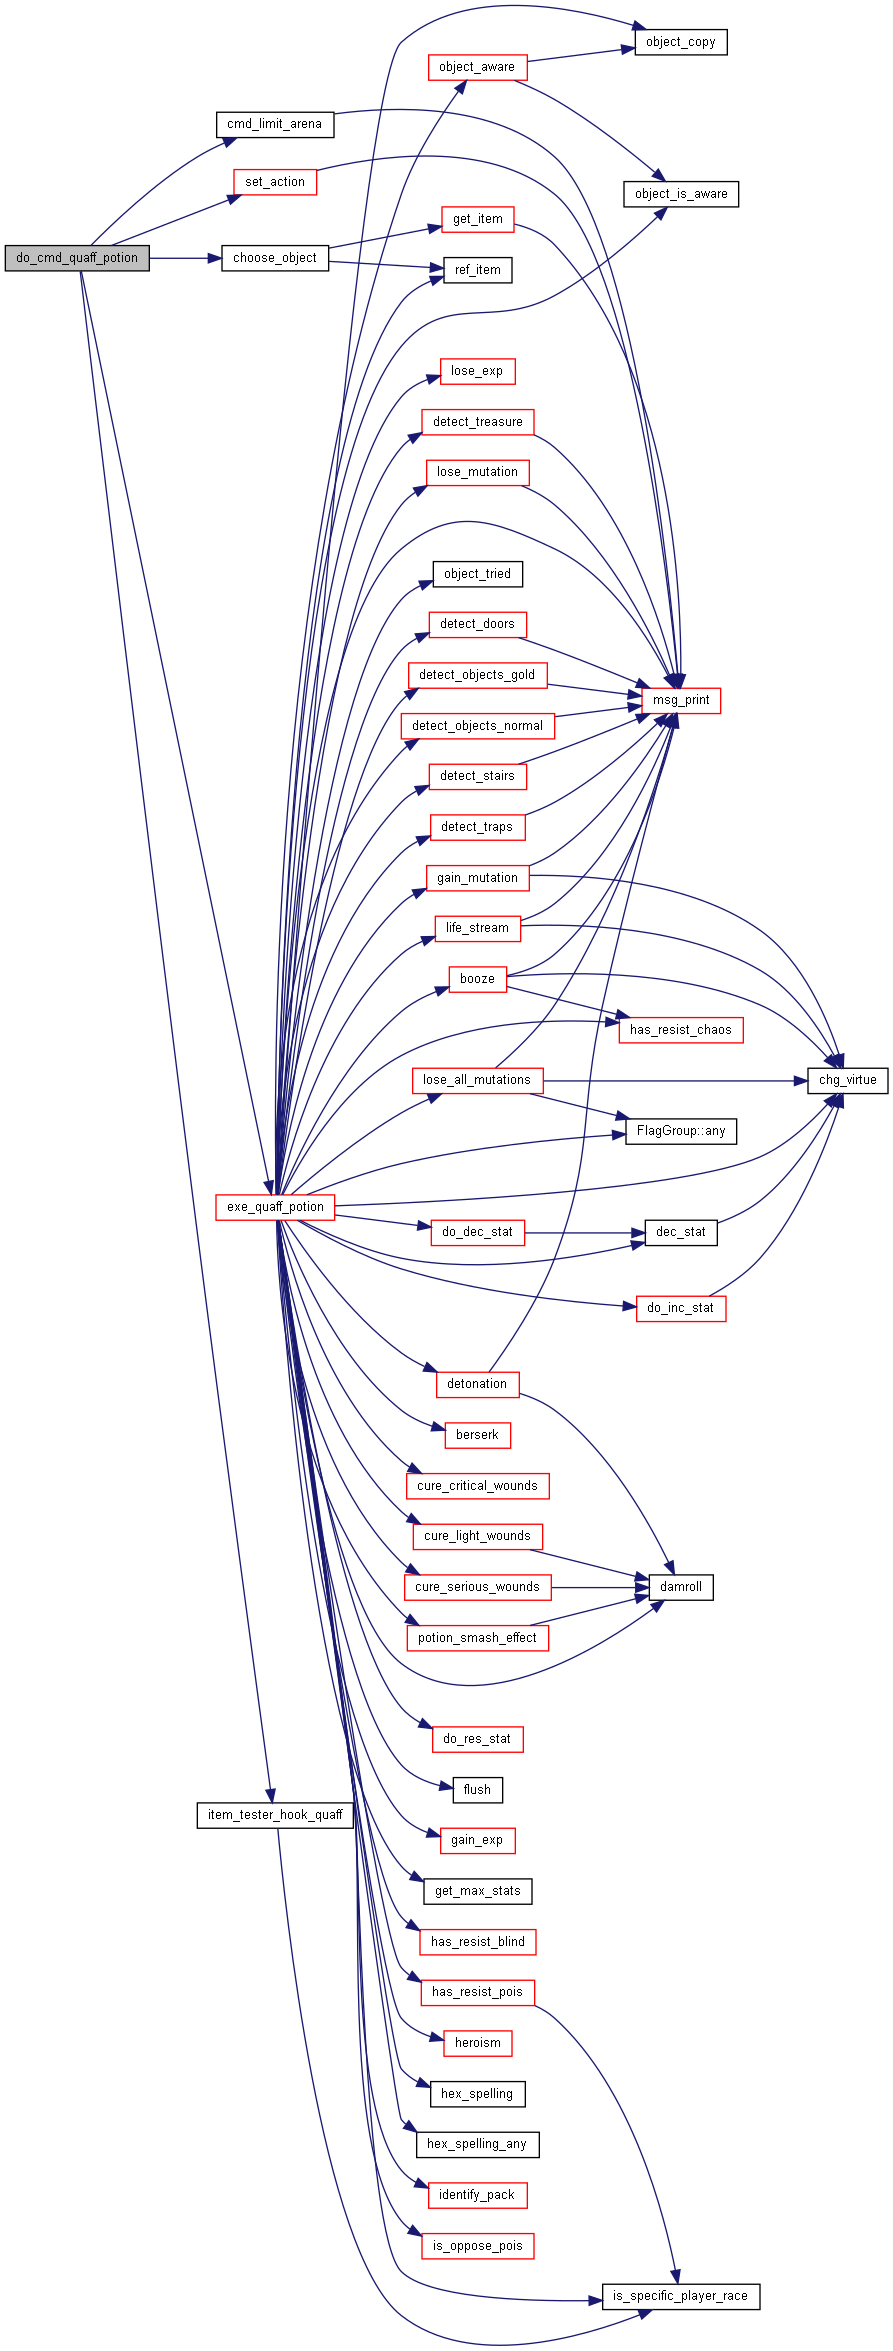 object_copy
object_aware
cmd_limit_arena
set_action
object_is_aware
get_item
do_cmd_quaff_potion
choose_object
ref_item
lose_exp
detect_treasure
lose_mutation
object_tried
detect_doors
detect_objects_gold
msg_print
detect_objects_normal
detect_stairs
detect_traps
gain_mutation
life_stream
booze
has_resist_chaos
lose_all_mutations
chg_virtue
FlagGroup::any
exe_quaff_potion
do_dec_stat
dec_stat
do_inc_stat
detonation
berserk
cure_critical_wounds
cure_light_wounds
cure_serious_wounds
damroll
potion_smash_effect
do_res_stat
flush
item_tester_hook_quaff
gain_exp
get_max_stats
has_resist_blind
has_resist_pois
heroism
hex_spelling
hex_spelling_any
identify_pack
is_oppose_pois
is_specific_player_race